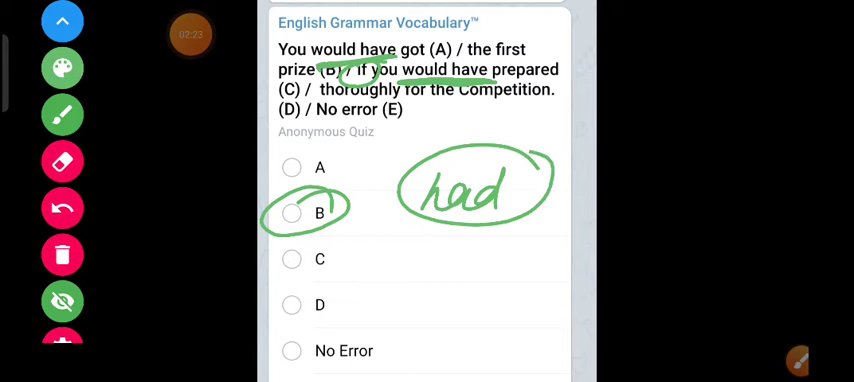 02:23
English Grammar Vocabulary™
You would have got (A) / the first
prize (B) / if you would have prepared
(C) / thoroughly for the Competition.
(D) / No error (E)
Anonymous Quiz
A
had
B
C
D
No Error